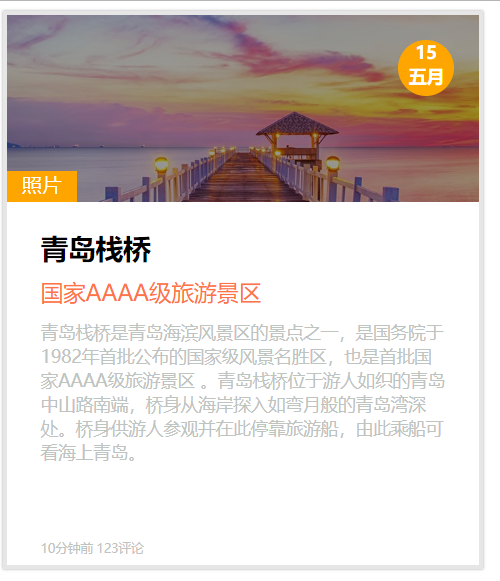 15
五月
照片
青岛栈桥
国家AAAA级旅游景区
青岛栈桥是青岛海滨风景区的景点之一，是国务院于
1982年首批公布的国家级风景名胜区，也是首批国
家AAAA级旅游景区 。青岛栈桥位于游人如织的青岛
中山路南端，桥身从海岸探入如弯月般的青岛湾深
处。桥身供游人参观并在此停靠旅游船，由此乘船可
看海上青岛。
10分钟前 123评论